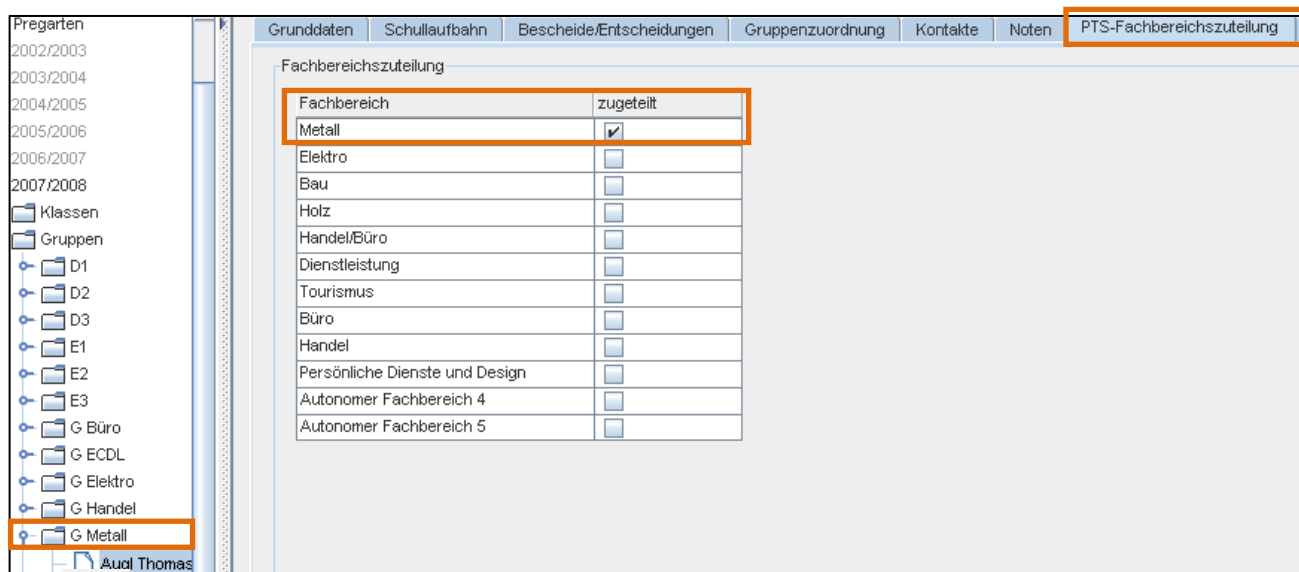 Pregarten
2002/2003
2003/2004
2004/2005
2005/2006
2006/2007
2007/2008
Klassen
Gruppen
D1
D2
D3
E1
E2
E3
G Büro
G ECDL
G Elektro
G Handel
G Metall
Augl Thomas
Grunddaten Schullaufbahn Bescheide/Entscheidungen Gruppenzuordnung Kontakte Noten PTS-Fachbereichszuteilung
Fachbereichszuteilung
Fachbereich zugeteilt
Metall
Elektro
Bau
Holz
Handel/Büro
Dienstleistung
Tourismus
Büro
Handel
Persönliche Dienste und Design
Autonomer Fachbereich 4
Autonomer Fachbereich 5